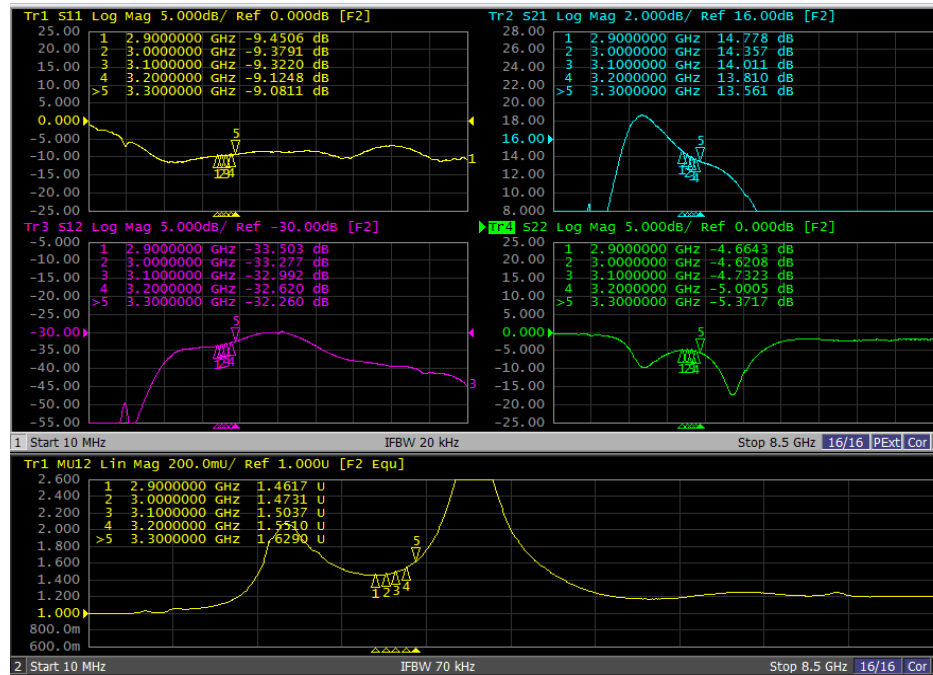 Tr1 S11 Log Mag 5.000dB/ Ref 0.000dB [F2]
25.00
20.00
15.00
10.00
5.000
0.000
-5.000
-10.00
-15.00
-20.00
-25.00
1 2.9000000 GHz -9.4506 dB
2 3.0000000 GHz -9.3791 dB
3 3.1000000 GHz -9.3220 dB
4 3.2000000 GHz -9.1248 dB
>5 3.3000000 GHz -9.0811 dB
5
1234
1
Tr2 S21 Log Mag 2.000dB/ Ref 16.00dB [F2]
28.00
26.00
24.00
22.00
20.00
18.00
16.00
14.00
12.00
10.00
8.000
1 2.9000000 GHz 14.778 dB
2 3.0000000 GHz 14.357 dB
3 3.1000000 GHz 14.011 dB
4 3.2000000 GHz 13.810 dB
>5 3.3000000 GHz 13.561 dB
5
1234
Tr3 S12 Log Mag 5.000dB/ Ref -30.00dB [F2]
-5.000
-10.00
-15.00
-20.00
-25.00
-30.00
-35.00
-40.00
-45.00
-50.00
-55.00
1 2.9000000 GHz -33.503 dB
2 3.0000000 GHz -33.277 dB
3 3.1000000 GHz -32.992 dB
4 3.2000000 GHz -32.620 dB
>5 3.3000000 GHz -32.260 dB
5
1234
3
Tr4 S22 Log Mag 5.000dB/ Ref 0.000dB [F2]
25.00
20.00
15.00
10.00
5.000
0.000
-5.000
-10.00
-15.00
-20.00
-25.00
1 2.9000000 GHz -4.6643 dB
2 3.0000000 GHz -4.6208 dB
3 3.1000000 GHz -4.7323 dB
4 3.2000000 GHz -5.0005 dB
>5 3.3000000 GHz -5.3717 dB
5
1234
1 Start 10 MHz IFBW 20 kHz Stop 8.5 GHz 16/16 PExt Cor
Tr1 MU12 Lin Mag 200.0mU/ Ref 1.000U [F2 Equ]
2.600
2.400
2.200
2.000
1.800
1.600
1.400
1.200
1.000
800.0m
600.0m
1 2.9000000 GHz 1.4617 U
2 3.0000000 GHz 1.4731 U
3 3.1000000 GHz 1.5037 U
4 3.2000000 GHz 1.5510 U
>5 3.3000000 GHz 1.6290 U
5
1234
2 Start 10 MHz IFBW 70 kHz Stop 8.5 GHz 16/16 Cor